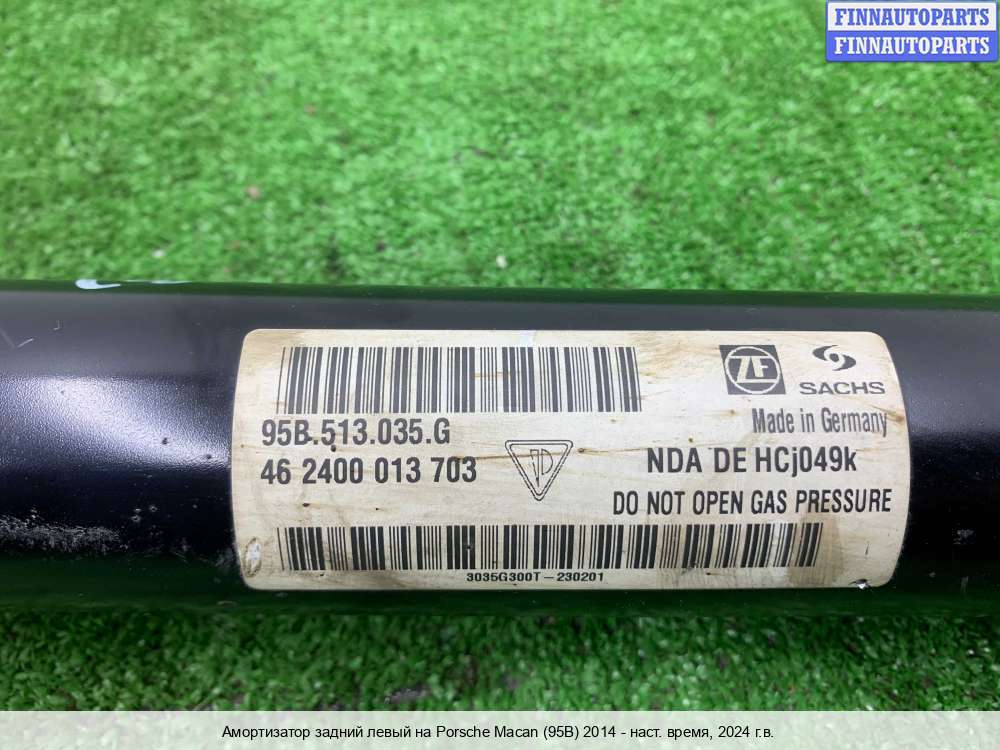 FINNAUTOPARTS
FINNAUTOPARTS
ZF
SACHS
95B.513.035.G
Made in Germany
46 2400 013 703
NDA DE HCj049k
DO NOT OPEN GAS PRESSURE
3035G300T-230201
Амортизатор задний левый на Porsche Macan (95B) 2014 - наст. время, 2024 г.в.